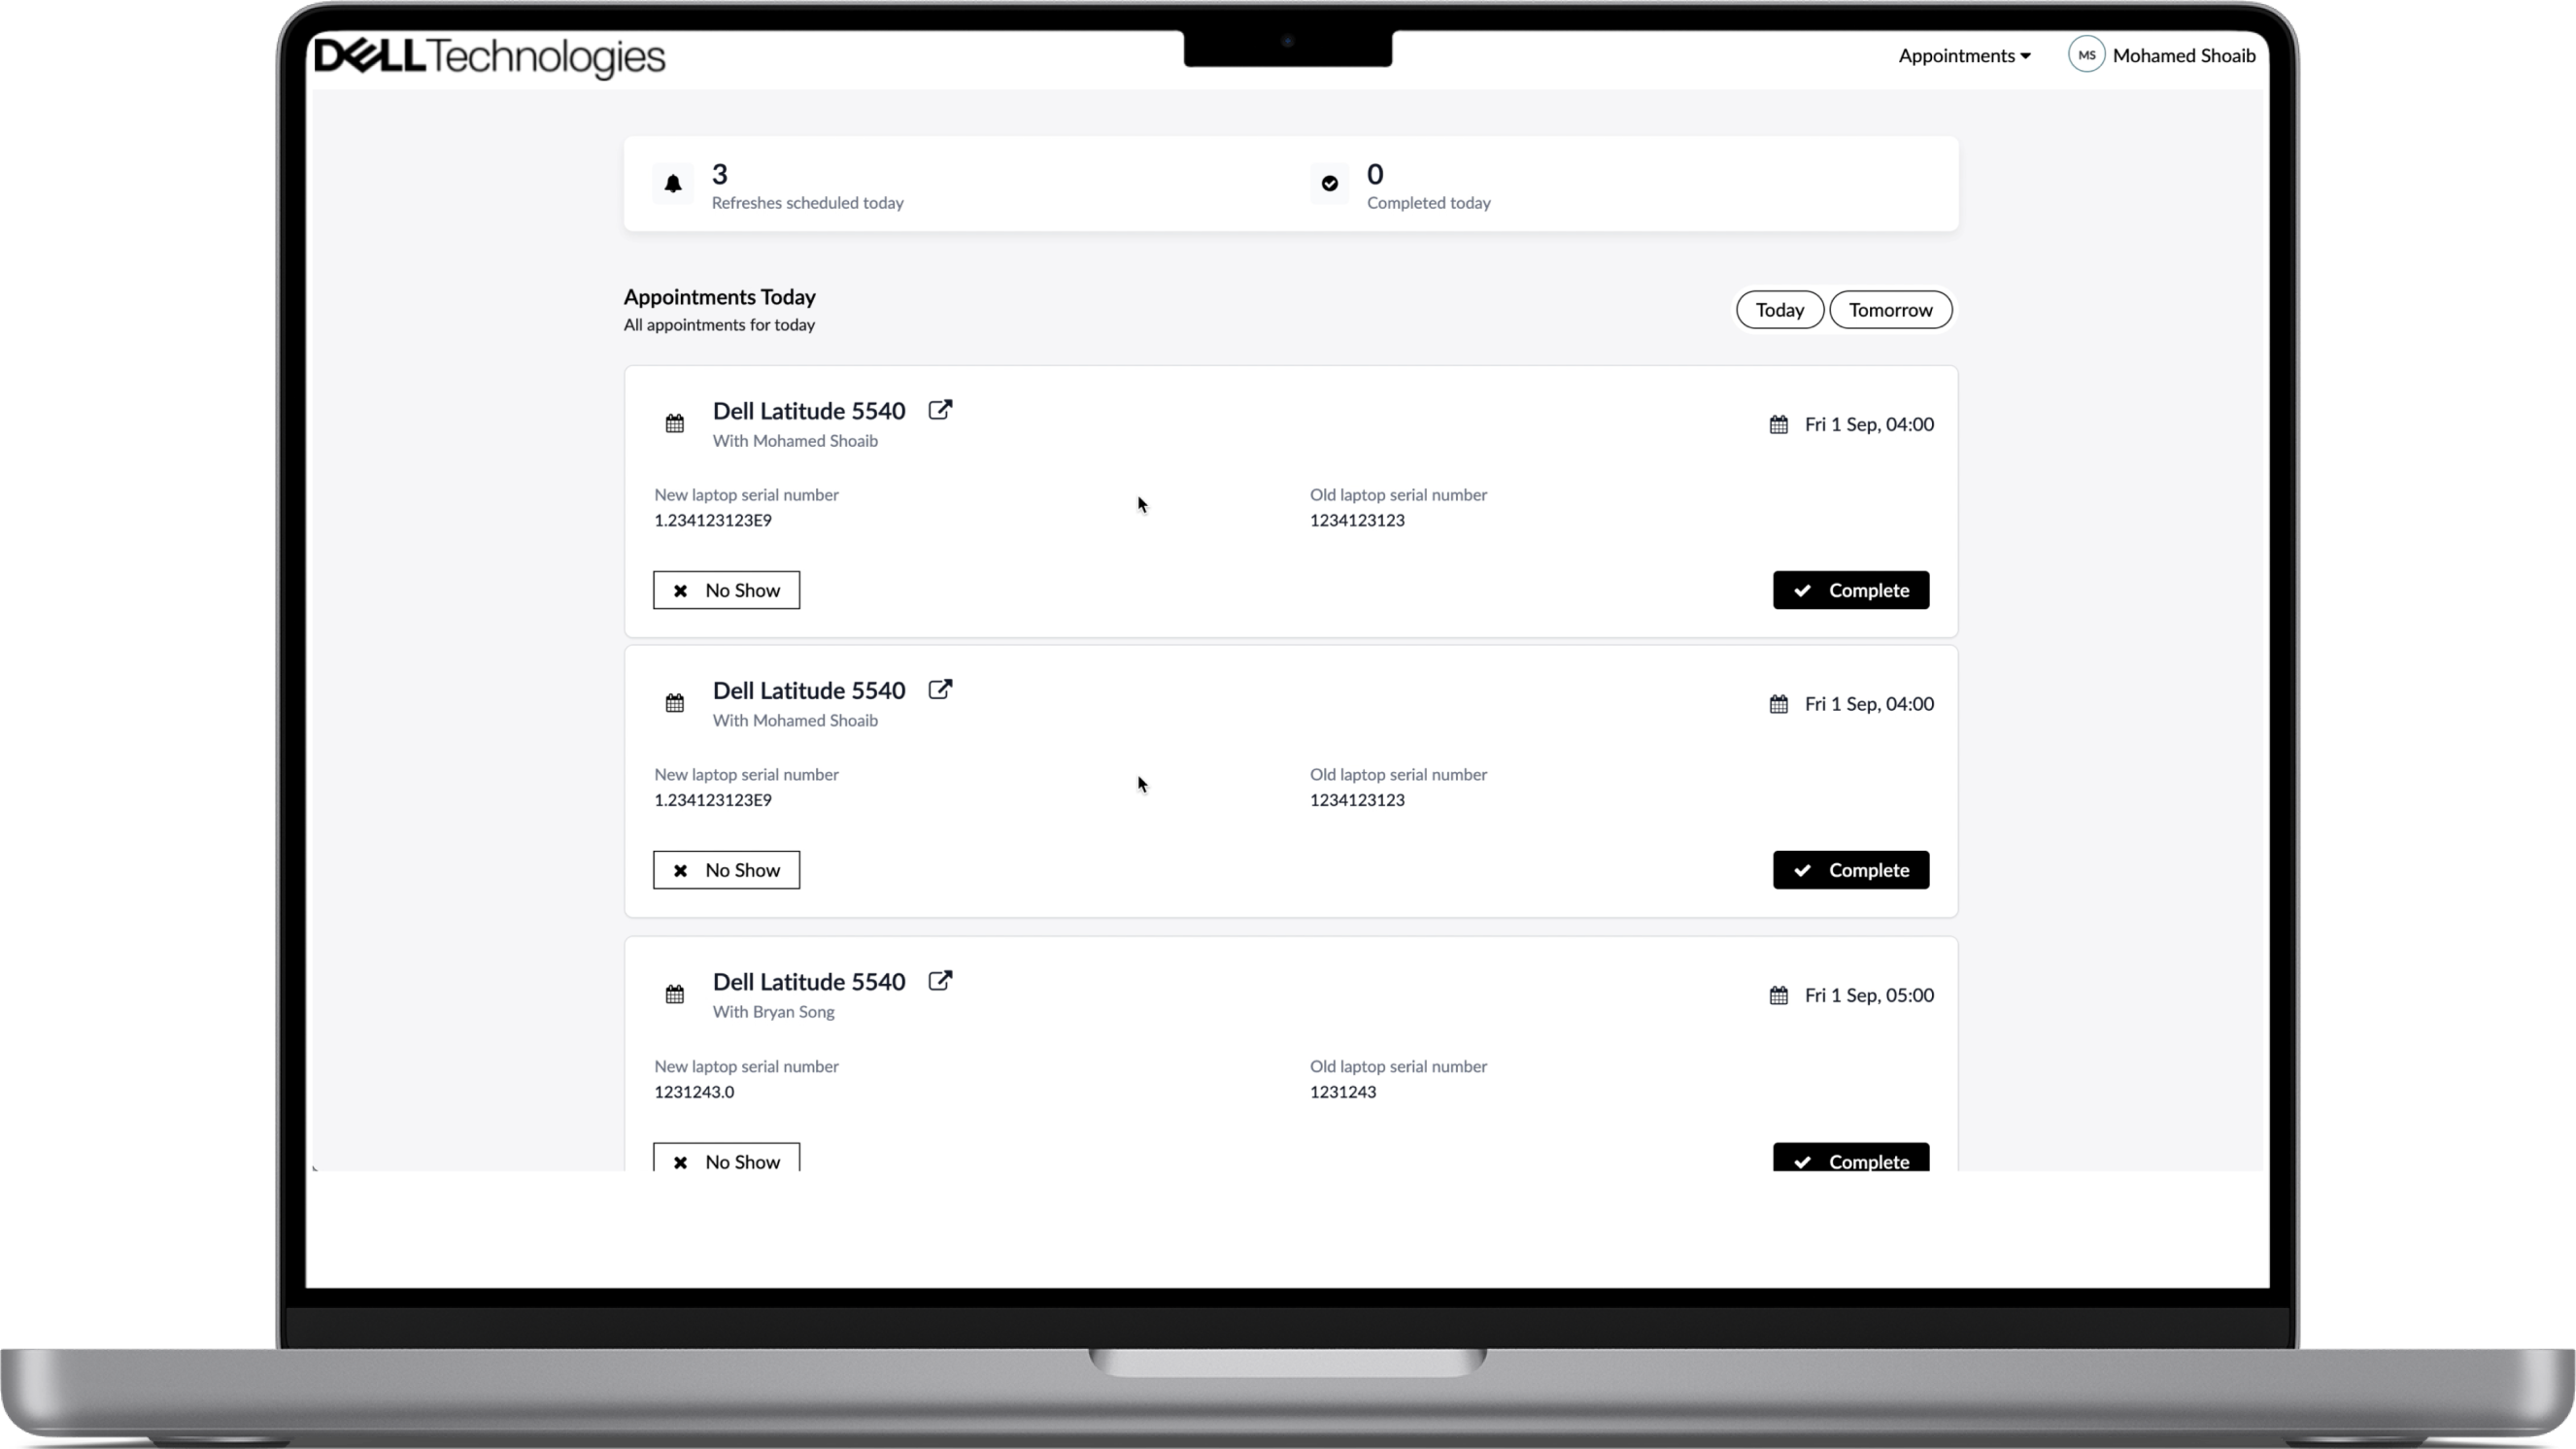 DELL Technologies
Appointments
MS Mohamed Shoaib
3
Refreshes scheduled today
0
Completed today
Appointments Today
All appointments for today
Today
Tomorrow
Dell Latitude 5540
With Mohamed Shoaib
Fri 1 Sep, 04:00
New laptop serial number
1.234123123E9
Old laptop serial number
1234123123
No Show
Complete
Dell Latitude 5540
With Mohamed Shoaib
Fri 1 Sep, 04:00
New laptop serial number
1.234123123E9
Old laptop serial number
1234123123
No Show
Complete
Dell Latitude 5540
With Bryan Song
Fri 1 Sep, 05:00
New laptop serial number
1231243.0
Old laptop serial number
1231243
No Show
Complete